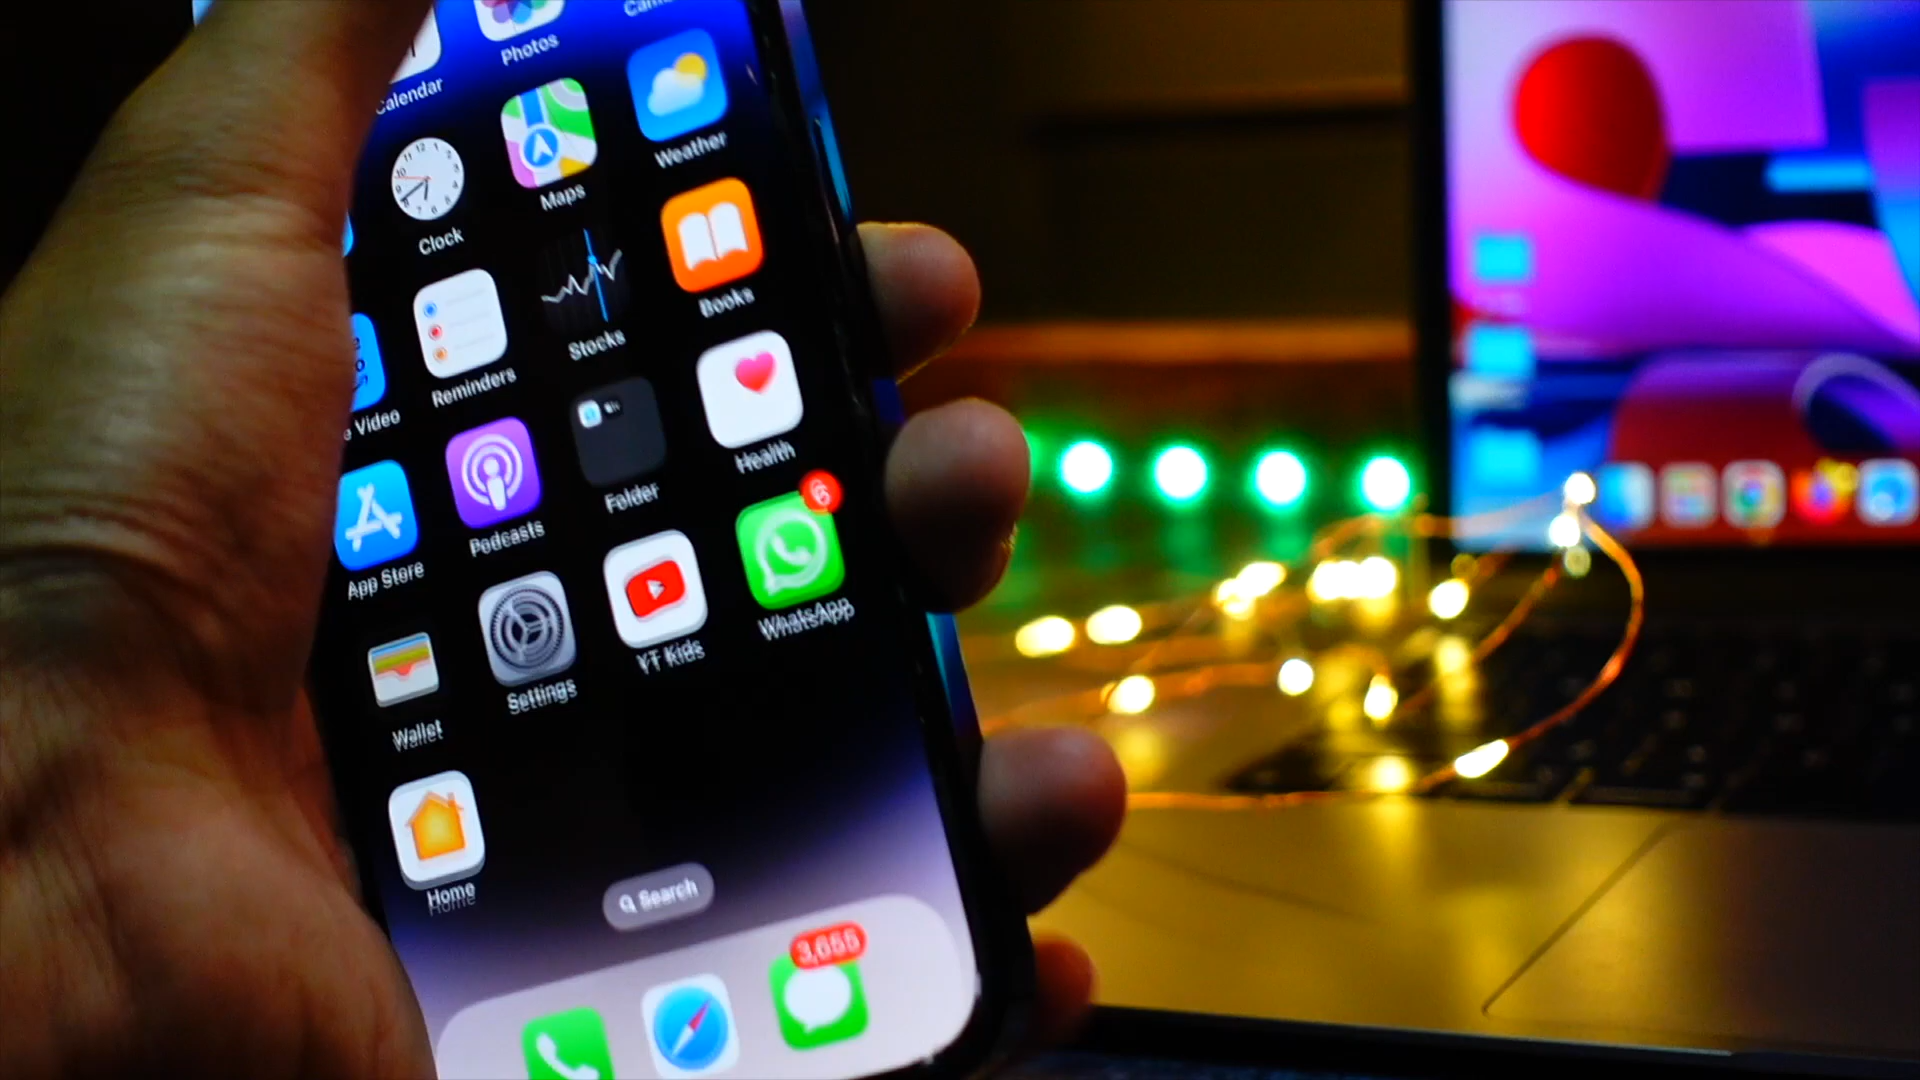 Photos
Calendar
Weather
Maps
Clock
Books
Stocks
Reminders
Video
Health
Folder
Podcasts
App Store
6
WhatsApp
YT Kids
Settings
Wallet
Home
Search
3,655